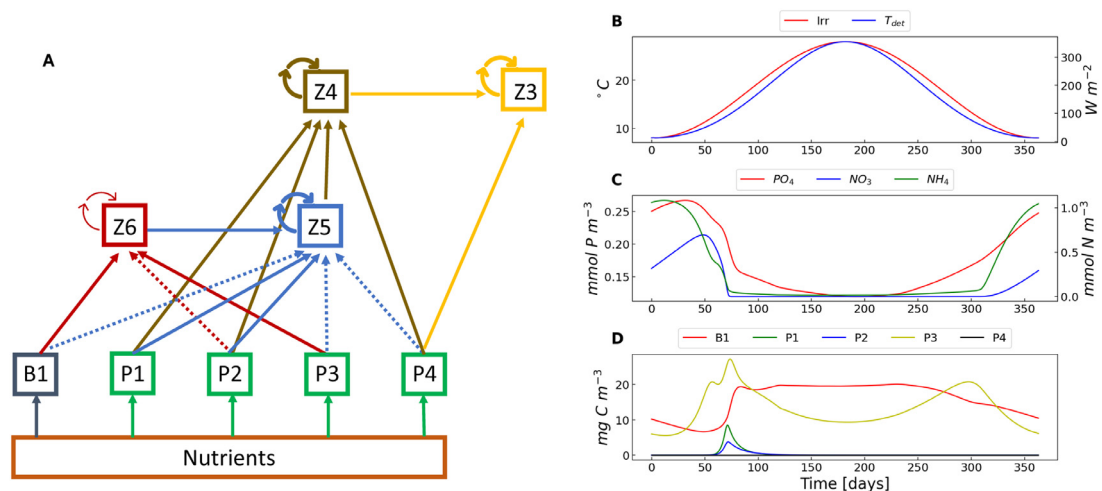 A
Z4
Z3
Z6
Z5
B1
P1
P2
P3
P4
Nutrients
B
Irr
T_det
° C
20
10
300
200
100
0
W m⁻²
0
50
100
150
200
250
300
350
C
PO₄
NO₃
NH₄
mmol P m⁻³
0.25
0.20
0.15
1.0
0.5
0.0
mmol N m⁻³
0
50
100
150
200
250
300
350
D
B1
P1
P2
P3
P4
mg C m⁻³
20
10
0
0
50
100
150
200
250
300
350
Time [days]